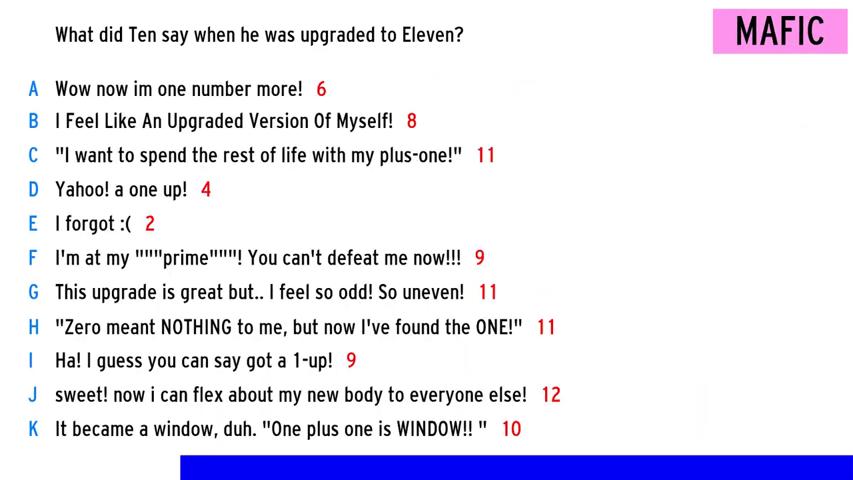 What did Ten say when he was upgraded to Eleven?
MAFIC
A Wow now im one number more! 6
B I Feel Like An Upgraded Version Of Myself! 8
C "I want to spend the rest of life with my plus-one!" 11
D Yahoo! a one up! 4
E I forgot :( 2
F I'm at my """prime"""! You can't defeat me now!!! 9
G This upgrade is great but.. I feel so odd! So uneven! 11
H "Zero meant NOTHING to me, but now I've found the ONE!" 11
I Ha! I guess you can say got a 1-up! 9
J sweet! now i can flex about my new body to everyone else! 12
K It became a window, duh. "One plus one is WINDOW!! " 10